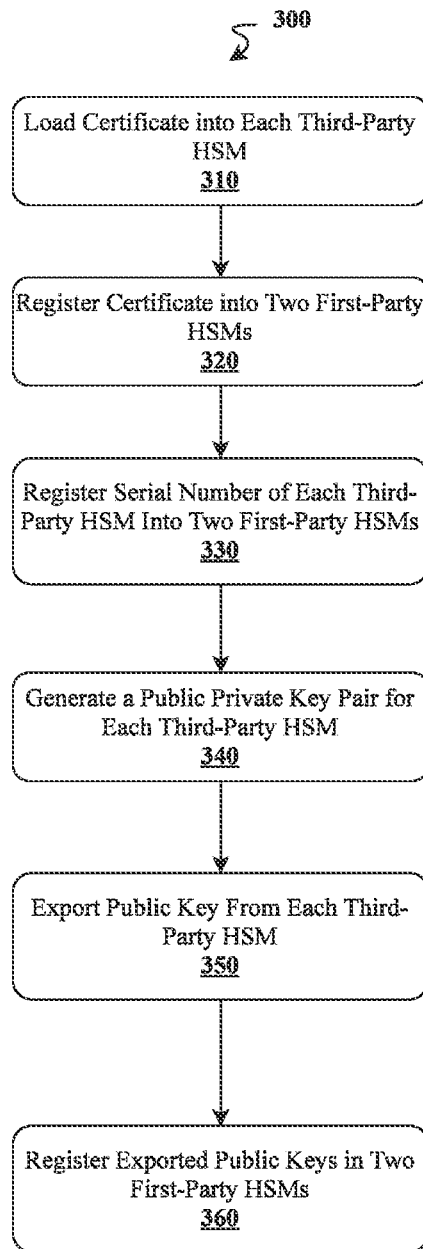 300
Load Certificate into Each Third-Party
HSM
310
Register Certificate into Two First-Party
HSMs
320
Register Serial Number of Each Third-
Party HSM Into Two First-Party HSMs
330
Generate a Public Private Key Pair for
Each Third-Party HSM
340
Export Public Key From Each Third-
Party HSM
350
Register Exported Public Keys in Two
First-Party HSMs
360